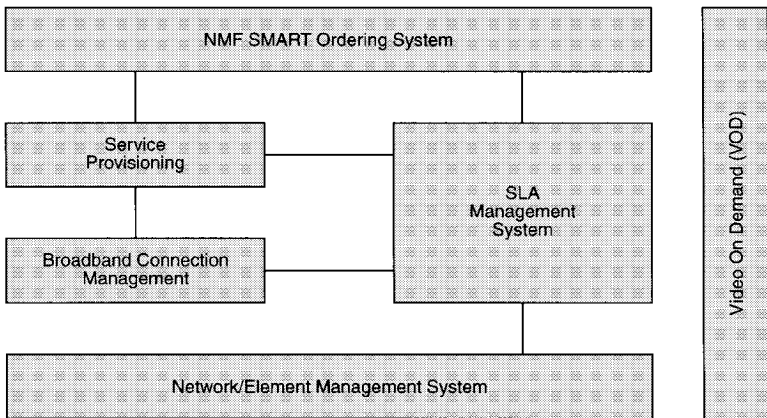 NMF SMART Ordering System
Service
Provisioning
SLA
Management
System
Broadband Connection
Management
Network/Element Management System
Video On Demand (VOD)